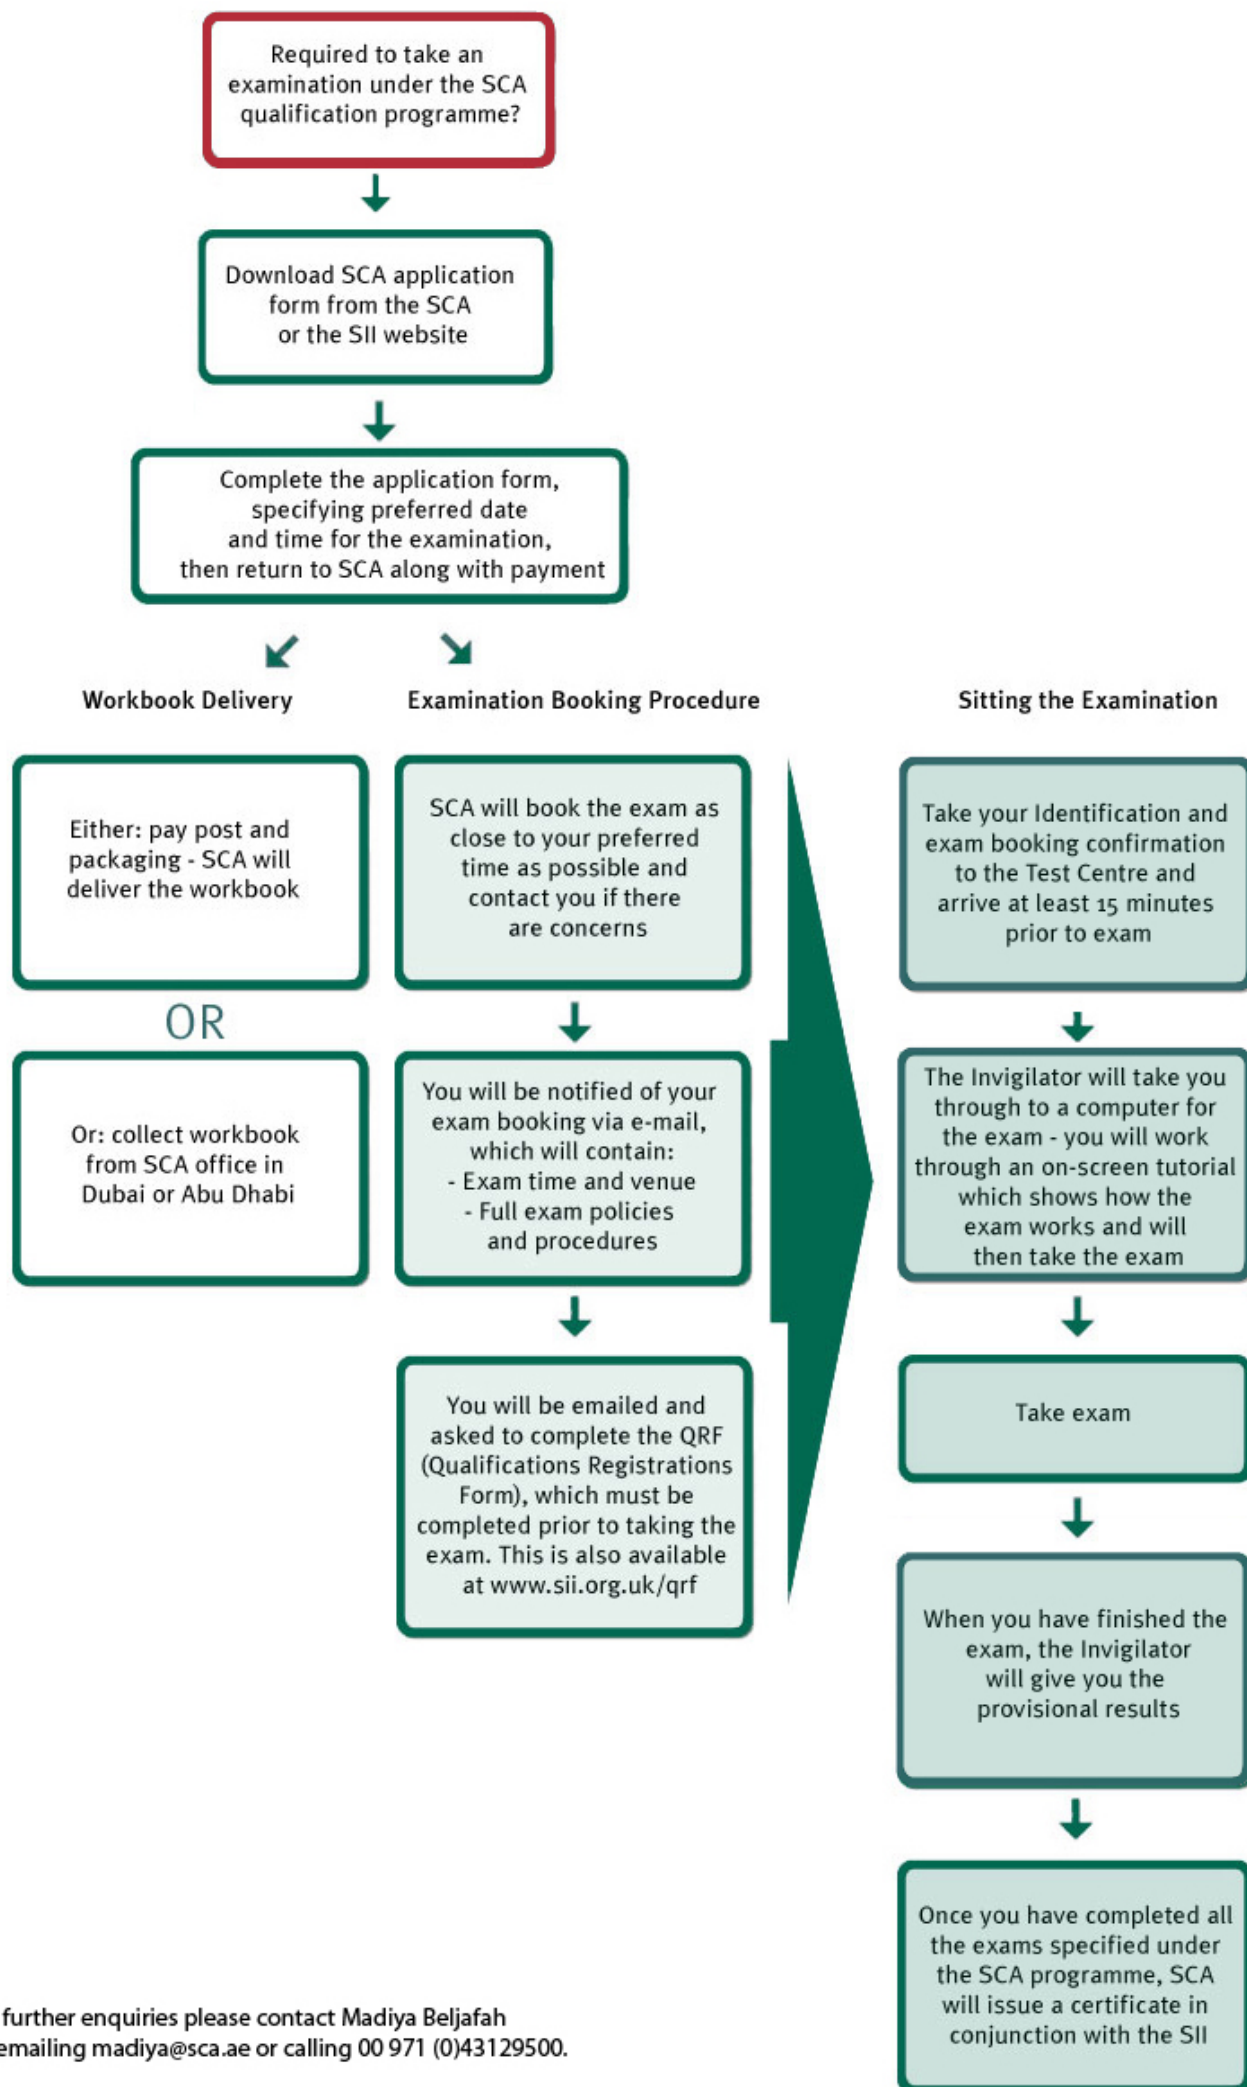 Required to take an
examination under the SCA
qualification programme?
Download SCA application
form from the SCA
or the SII website
Complete the application form,
specifying preferred date
and time for the examination,
then return to SCA along with payment
Workbook Delivery
Either: pay post and
packaging - SCA will
deliver the workbook
OR
Or: collect workbook
from SCA office in
Dubai or Abu Dhabi
Examination Booking Procedure
SCA will book the exam as
close to your preferred
time as possible and
contact you if there
are concerns
You will be notified of your
exam booking via e-mail,
which will contain:
- Exam time and venue
- Full exam policies
and procedures
You will be emailed and
asked to complete the QRF
(Qualifications Registrations
Form), which must be
completed prior to taking the
exam. This is also available
at www.sii.org.uk/qrf
Sitting the Examination
Take your Identification and
exam booking confirmation
to the Test Centre and
arrive at least 15 minutes
prior to exam
The Invigilator will take you
through to a computer for
the exam - you will work
through an on-screen tutorial
which shows how the
exam works and will
then take the exam
Take exam
When you have finished the
exam, the Invigilator
will give you the
provisional results
Once you have completed all
the exams specified under
the SCA programme, SCA
will issue a certificate in
conjunction with the SII
further enquiries please contact Madiya Beljafah
emailing madiya@sca.ae or calling 00 971 (0)43129500.